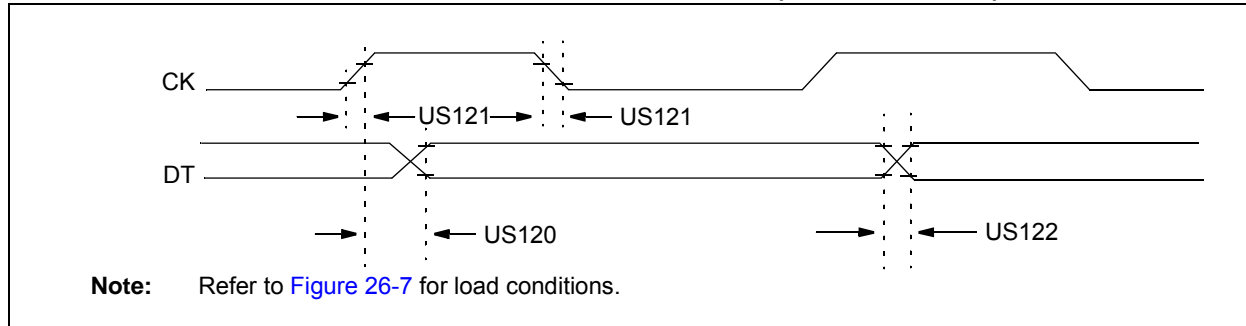 CK
US121 US121
DT
US120 US122
Note: Refer to Figure 26-7 for load conditions.